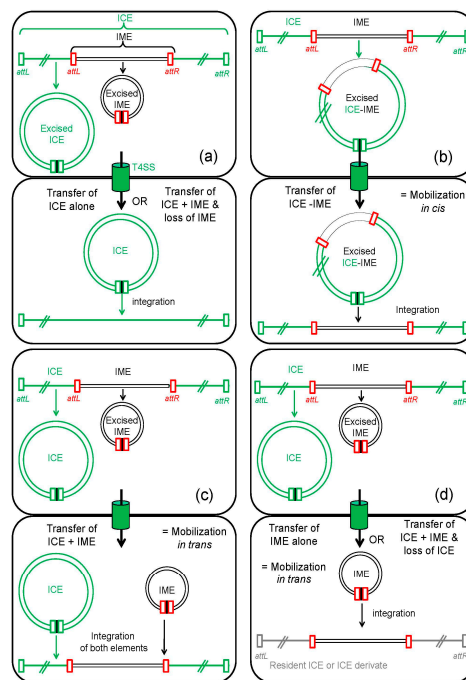 ICE
IME
attL
attL
attR
attR
Excised
ICE
Excised
IME
(a)
T4SS
Transfer of
ICE alone
OR
Transfer of
ICE + IME &
loss of IME
ICE
integration
ICE
IME
attL
attL
attR
attR
Excised
ICE-IME
(b)
Transfer of
ICE -IME
= Mobilization
in cis
Excised
ICE-IME
Integration
ICE
IME
attL
attL
attR
attR
ICE
Excised
IME
(c)
Transfer of
ICE + IME
= Mobilization
in trans
ICE
IME
Integration
of both elements
ICE
IME
attL
attL
attR
attR
ICE
Excised
IME
(d)
Transfer of
IME alone
OR
Transfer of
ICE + IME &
loss of ICE
= Mobilization
in trans
IME
integration
attL
attR
Resident ICE or ICE derivate